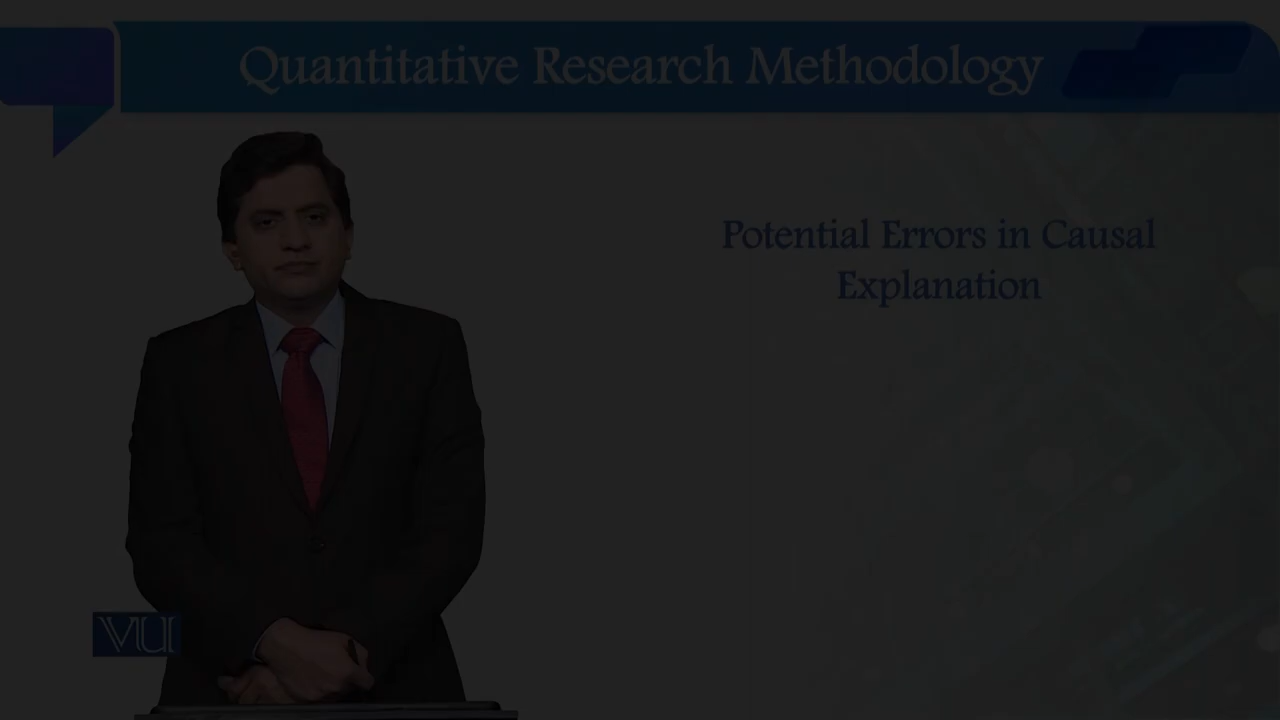 Quantitative Research Methodology
Potential Errors in Causal
Explanation
VU